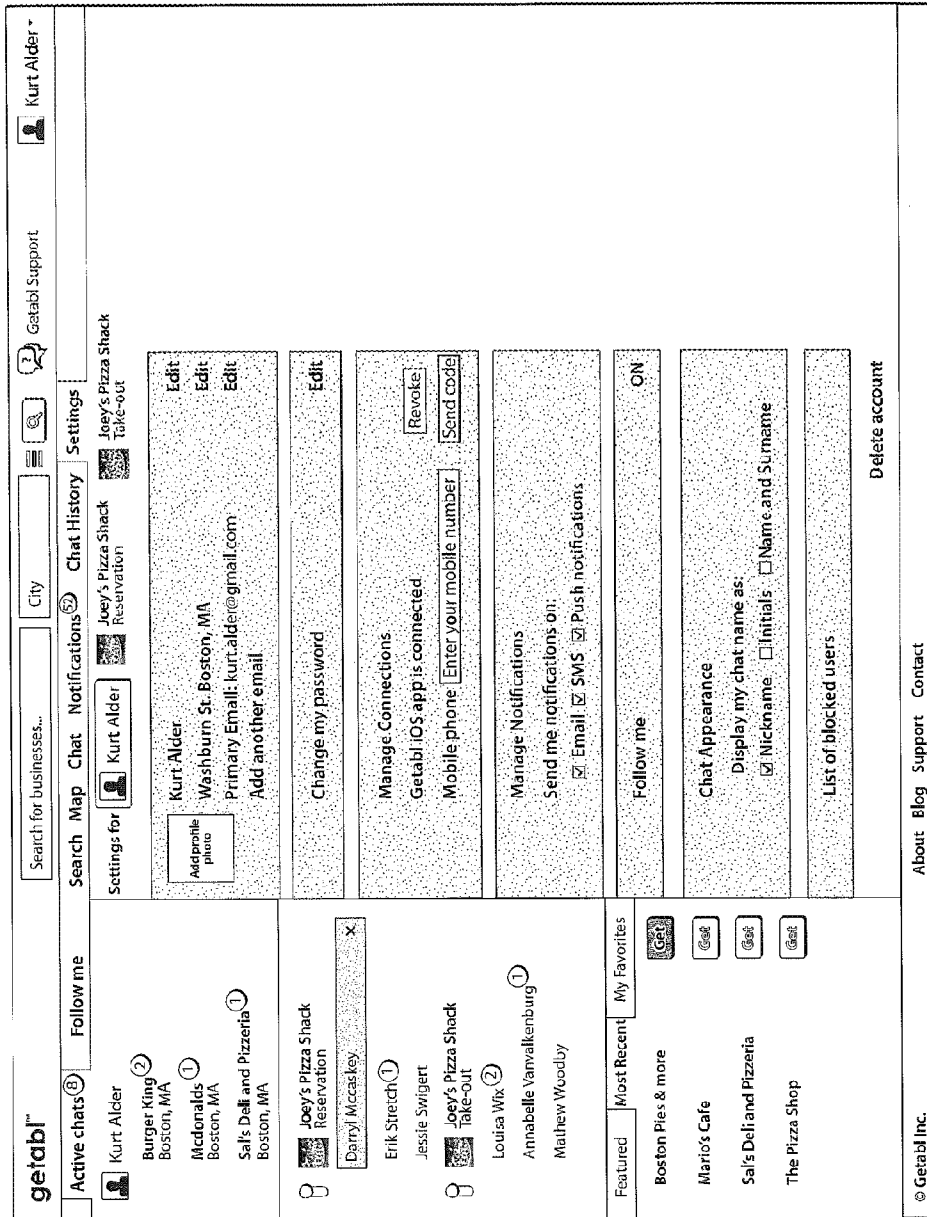 getabl™
Search for businesses...
City
Getabl Support
Kurt Alder
Active chats 8
Follow me
Search Map Chat Notifications 52 Chat History Settings
Kurt Alder
Burger King 2
Boston, MA
Mcdonalds 1
Boston, MA
Sal's Deli and Pizzeria 1
Boston, MA
Joey's Pizza Shack
Reservation
Darryl Mccaskey x
Erik Stretch 1
Jessie Swigert
Joey's Pizza Shack
Take-out
Louisa Wix 2
Annabelle Vanvalkenburg 1
Mathew Woodby
Featured Most Recent My Favorites
Boston Pies & more Get
Mario's Cafe Get
Sal's Deli and Pizzeria Get
The Pizza Shop Get
Settings for Kurt Alder
Joey's Pizza Shack
Reservation
Joey's Pizza Shack
Take-out
Add profile
photo
Kurt Alder Edit
Washburn St. Boston, MA Edit
Primary Email: kurt.alder@gmail.com Edit
Add another email
Change my password Edit
Manage Connections
Getabl iOS app is connected Revoke
Mobile phone Enter your mobile number Send code
Manage Notifications
Send me notifications on:
Email SMS Push notifications
Follow me ON
Chat Appearance
Display my chat name as:
Nickname Initials Name and Surname
List of blocked users
Delete account
© Getabl Inc.
About Blog Support Contact